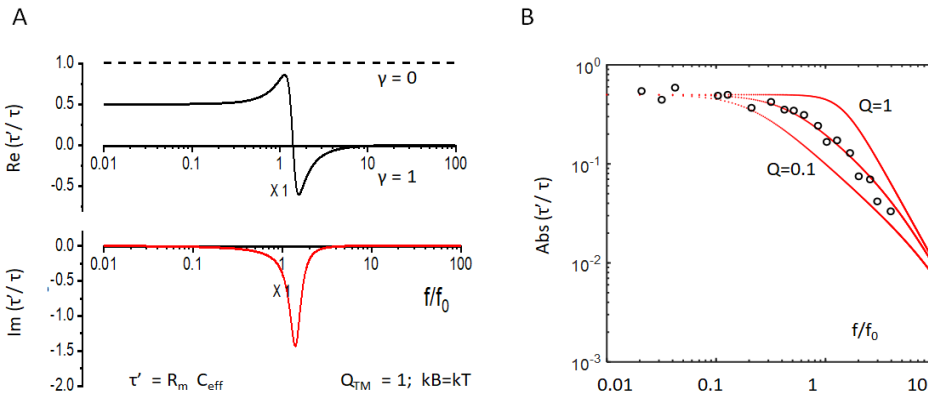 A
B
1.0
γ = 0
0.5
0.0
0.01 0.1 1 10 100
X 1
γ = 1
-0.5
Re (τ'/ τ)
0.0
0.01 0.1 1 10 100
-0.5
X 1
f/f0
-1.0
-1.5
-2.0
Im (τ'/ τ)
τ' = Rm Ceff
QTM = 1; kB=kT
10^0
Q=1
10^-1
Q=0.1
10^-2
f/f0
10^-3
0.01 0.1 1 10
Abs (τ'/ τ)